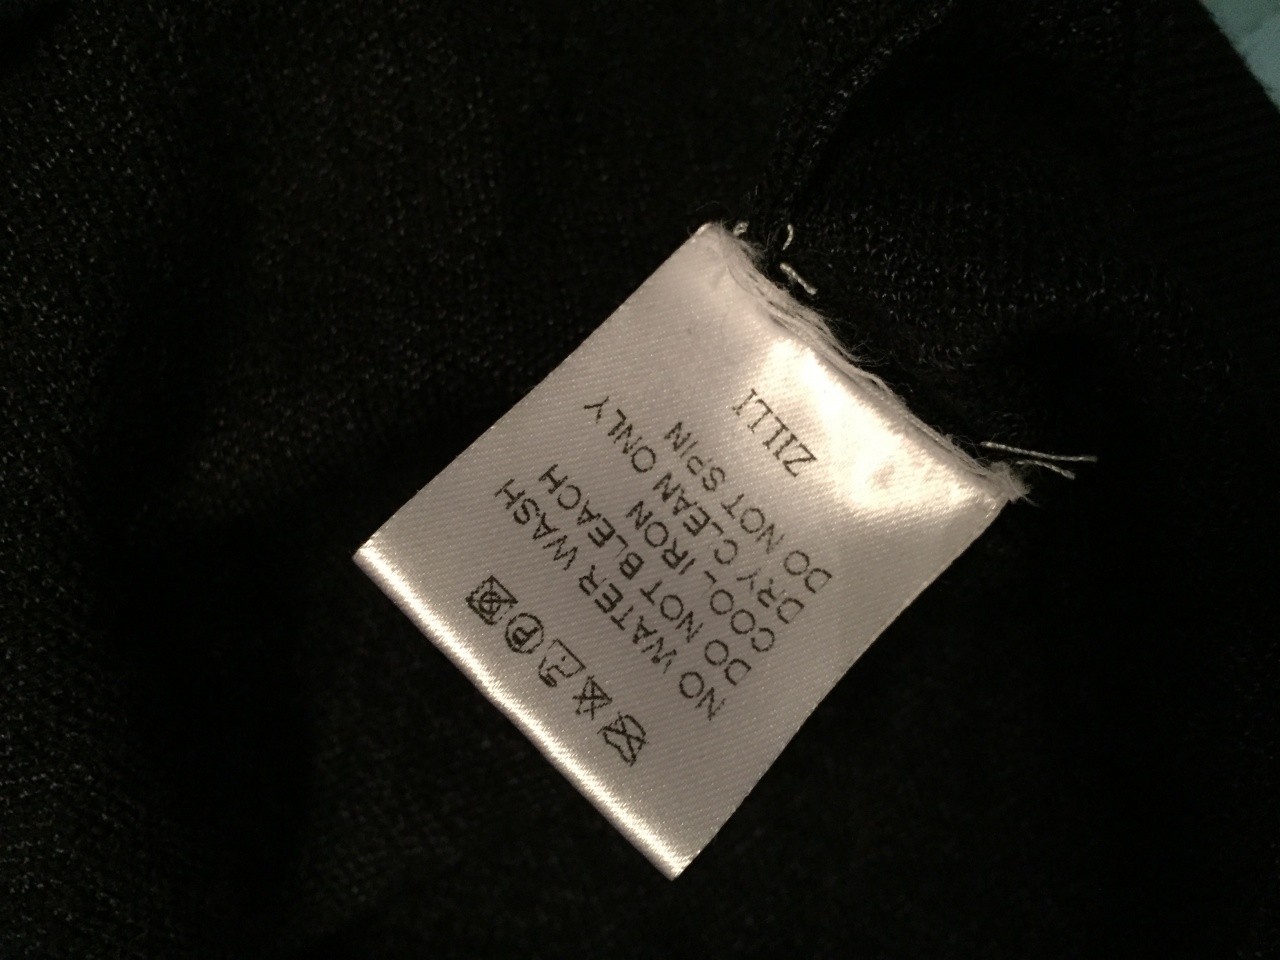 P
NO WATER WASH
DO NOT BLEACH
COOL IRON
DRY CLEAN ONLY
DO NOT SPIN
ZILLI